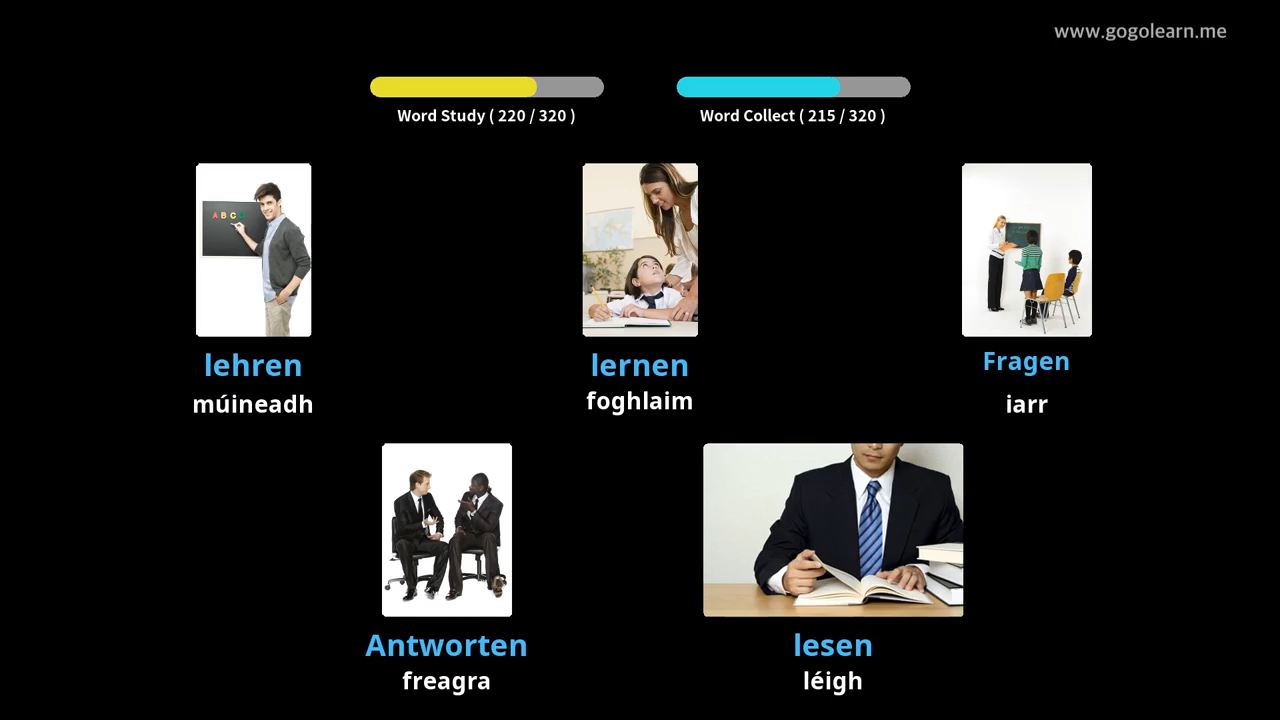 www.gogolearn.me
Word Study ( 220 / 320 )
Word Collect ( 215 / 320 )
A B C D
lehren
múineadh
lernen
foghlaim
Fragen
iarr
Antworten
freagra
lesen
léigh